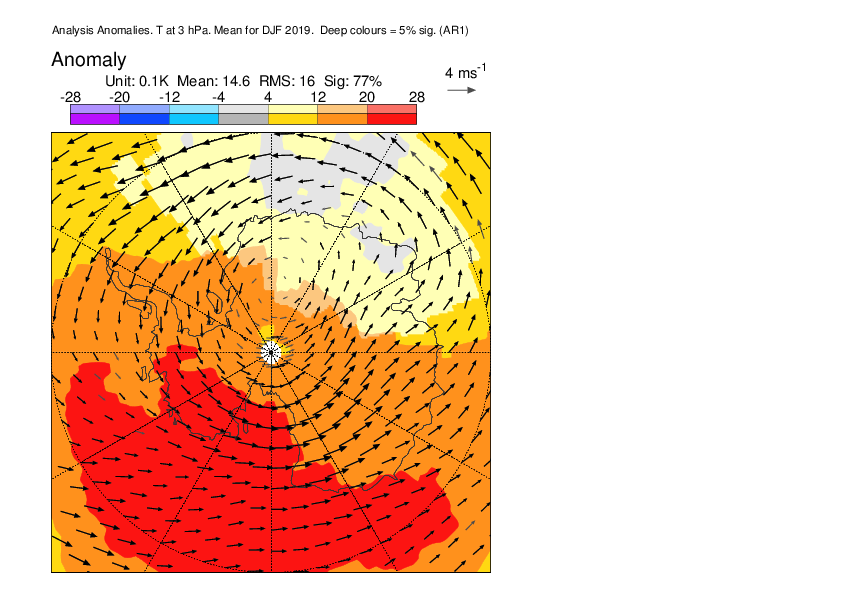 Analysis Anomalies. T at 3 hPa. Mean for DJF 2019.  Deep colours = 5% sig. (AR1)
Anomaly
4 ms-1
Unit: 0.1K  Mean: 14.6  RMS: 16  Sig: 77%
-28 -20 -12 -4 4 12 20 28